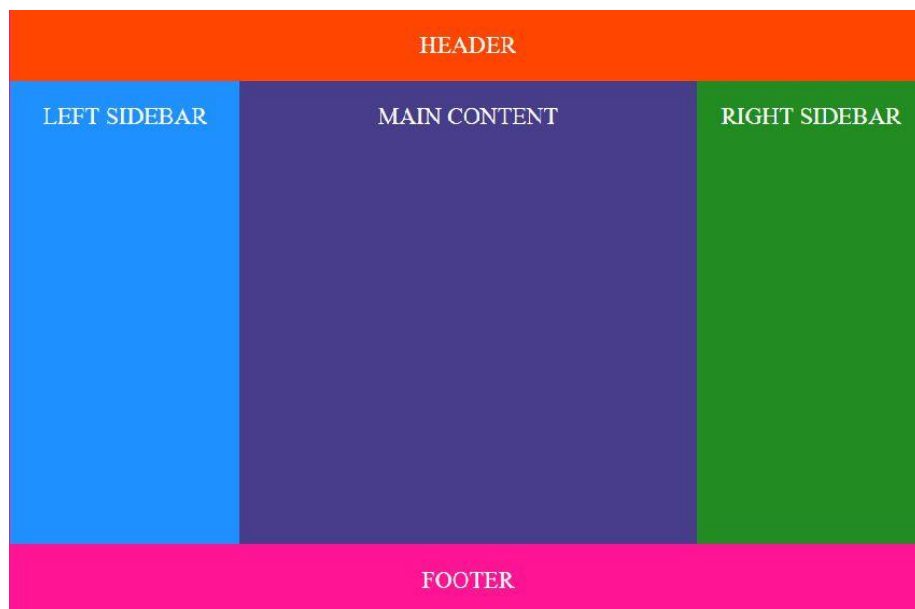 HEADER
LEFT SIDEBAR
MAIN CONTENT
RIGHT SIDEBAR
FOOTER